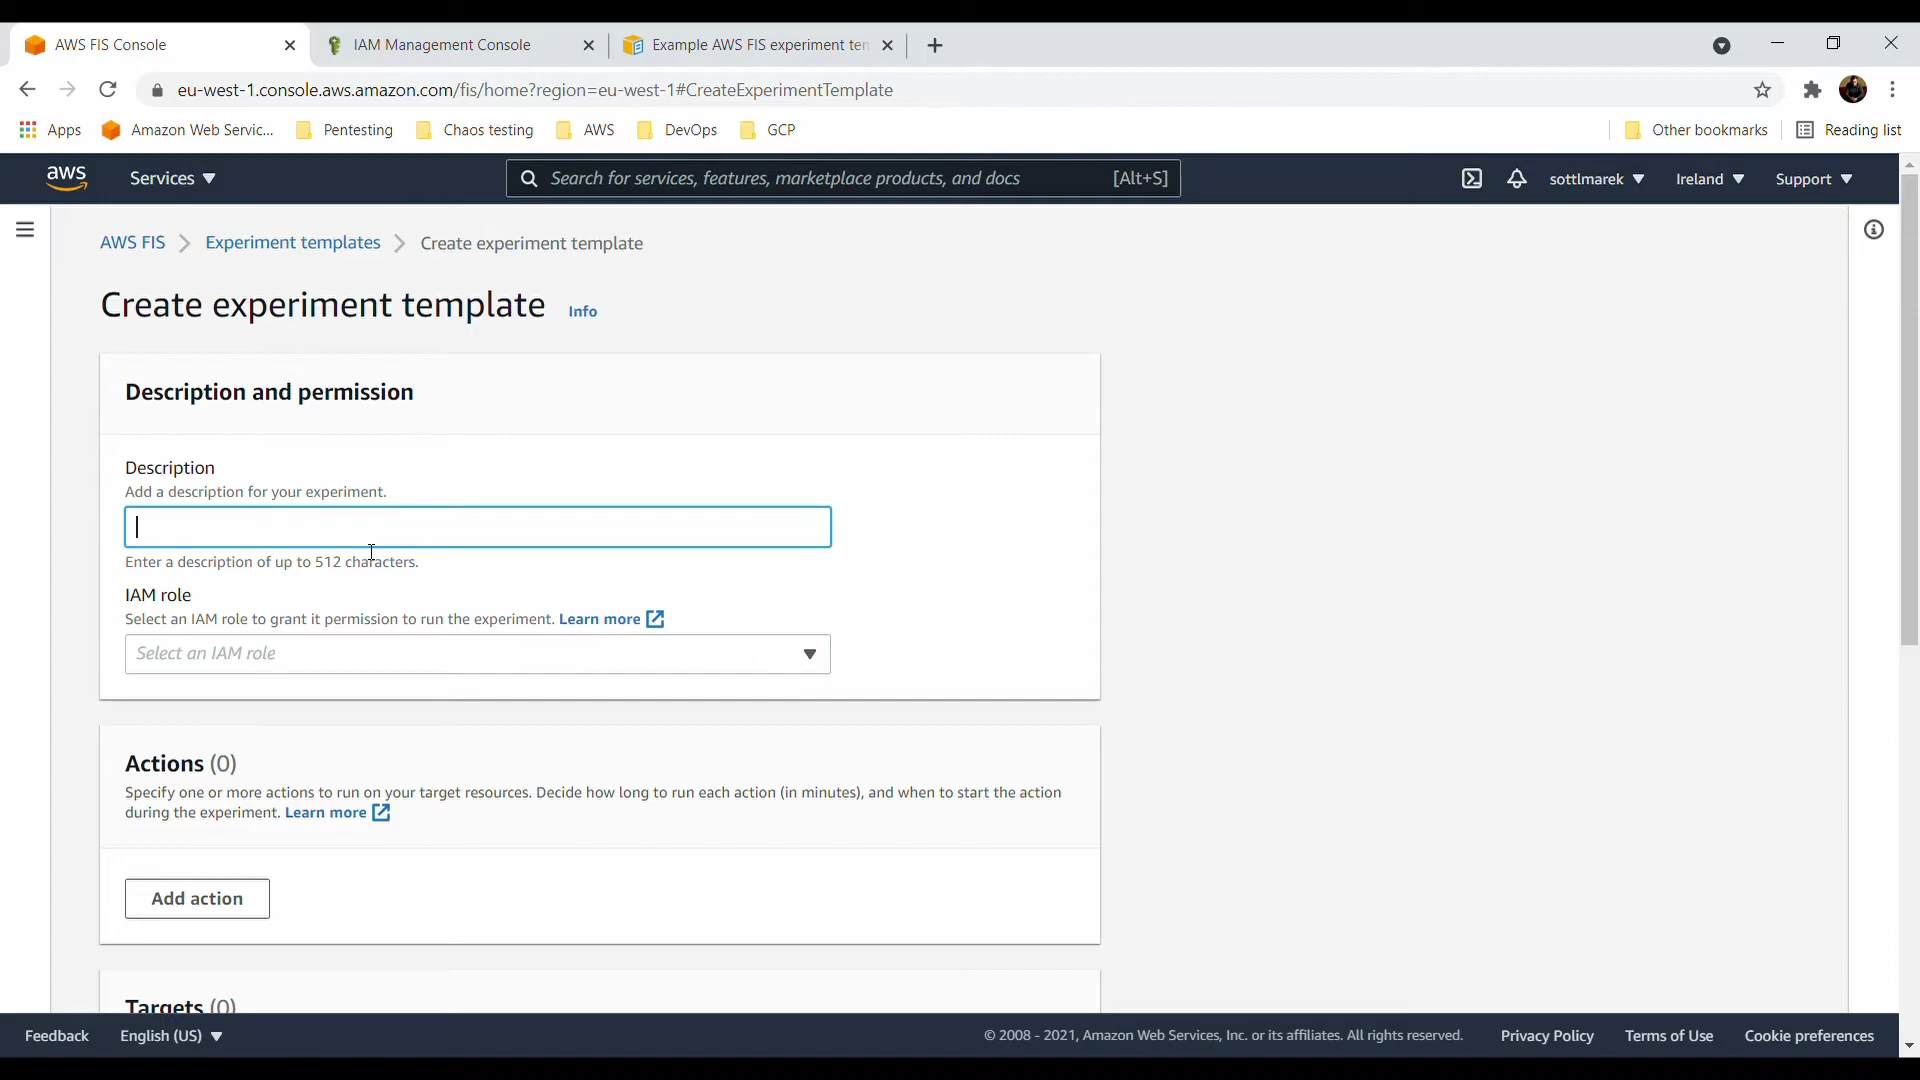 AWS FIS Console
IAM Management Console
Example AWS FIS experiment tem
eu-west-1.console.aws.amazon.com/fis/home?region=eu-west-1#CreateExperimentTemplate
Apps
Amazon Web Servic...
Pentesting
Chaos testing
AWS
DevOps
GCP
Other bookmarks
Reading list
aws
Services
Search for services, features, marketplace products, and docs
[Alt+S]
sottlmarek
Ireland
Support
AWS FIS
Experiment templates
Create experiment template
Create experiment template
Info
Description and permission
Description
Add a description for your experiment.
Enter a description of up to 512 characters.
IAM role
Select an IAM role to grant it permission to run the experiment. Learn more
Select an IAM role
Actions (0)
Specify one or more actions to run on your target resources. Decide how long to run each action (in minutes), and when to start the action
during the experiment. Learn more
Add action
Targets (0)
Feedback
English (US)
© 2008 - 2021, Amazon Web Services, Inc. or its affiliates. All rights reserved.
Privacy Policy
Terms of Use
Cookie preferences